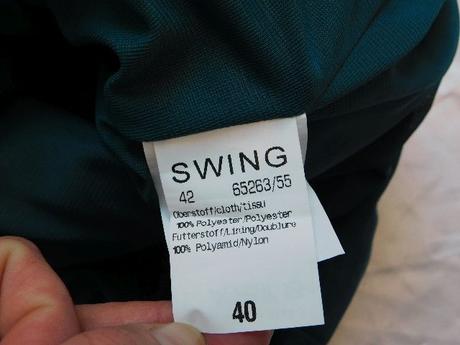 SWING
42 65263/55
Oberstoff/cloth/tissu
100% Polyester/Polyester
Futterstoff/Lining/Doublure
100% Polyamid/Nylon
40